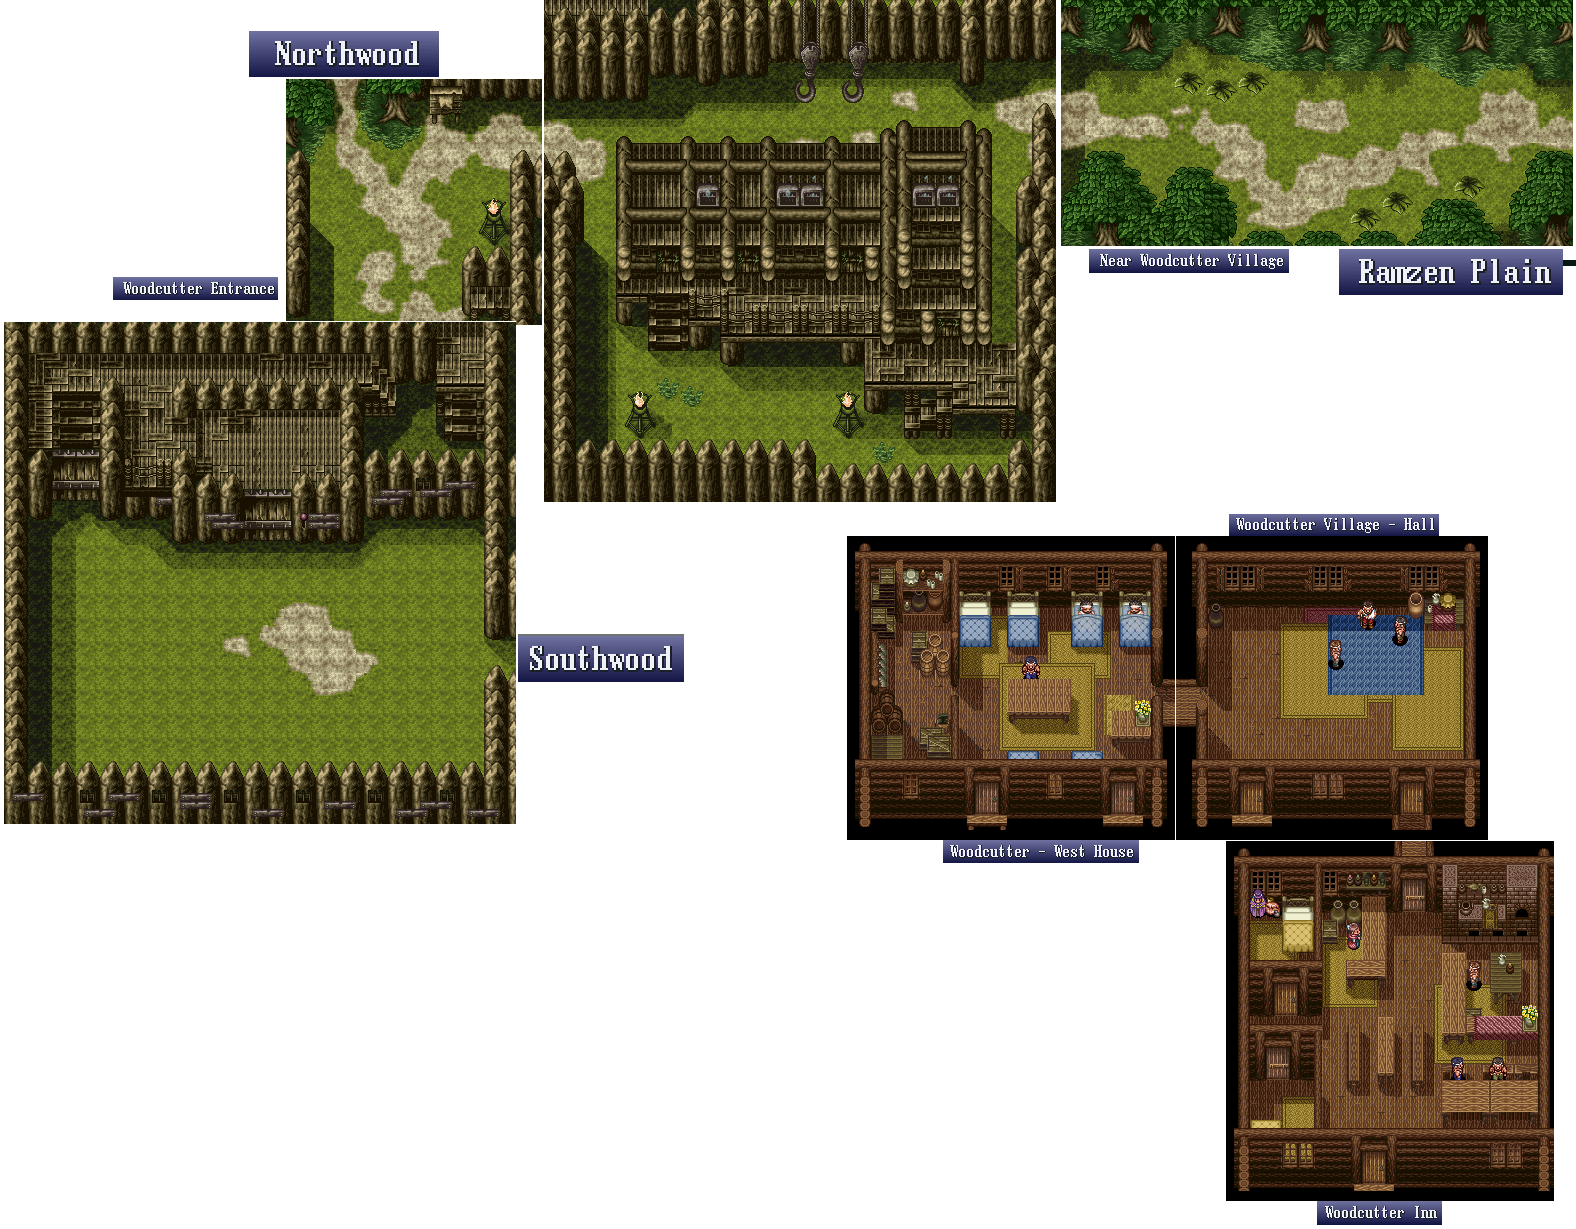 Northwood
Near Woodcutter Village
Ramzen Plain
Woodcutter Entrance
Woodcutter Village - Hall
Southwood
Woodcutter - West House
Woodcutter Inn